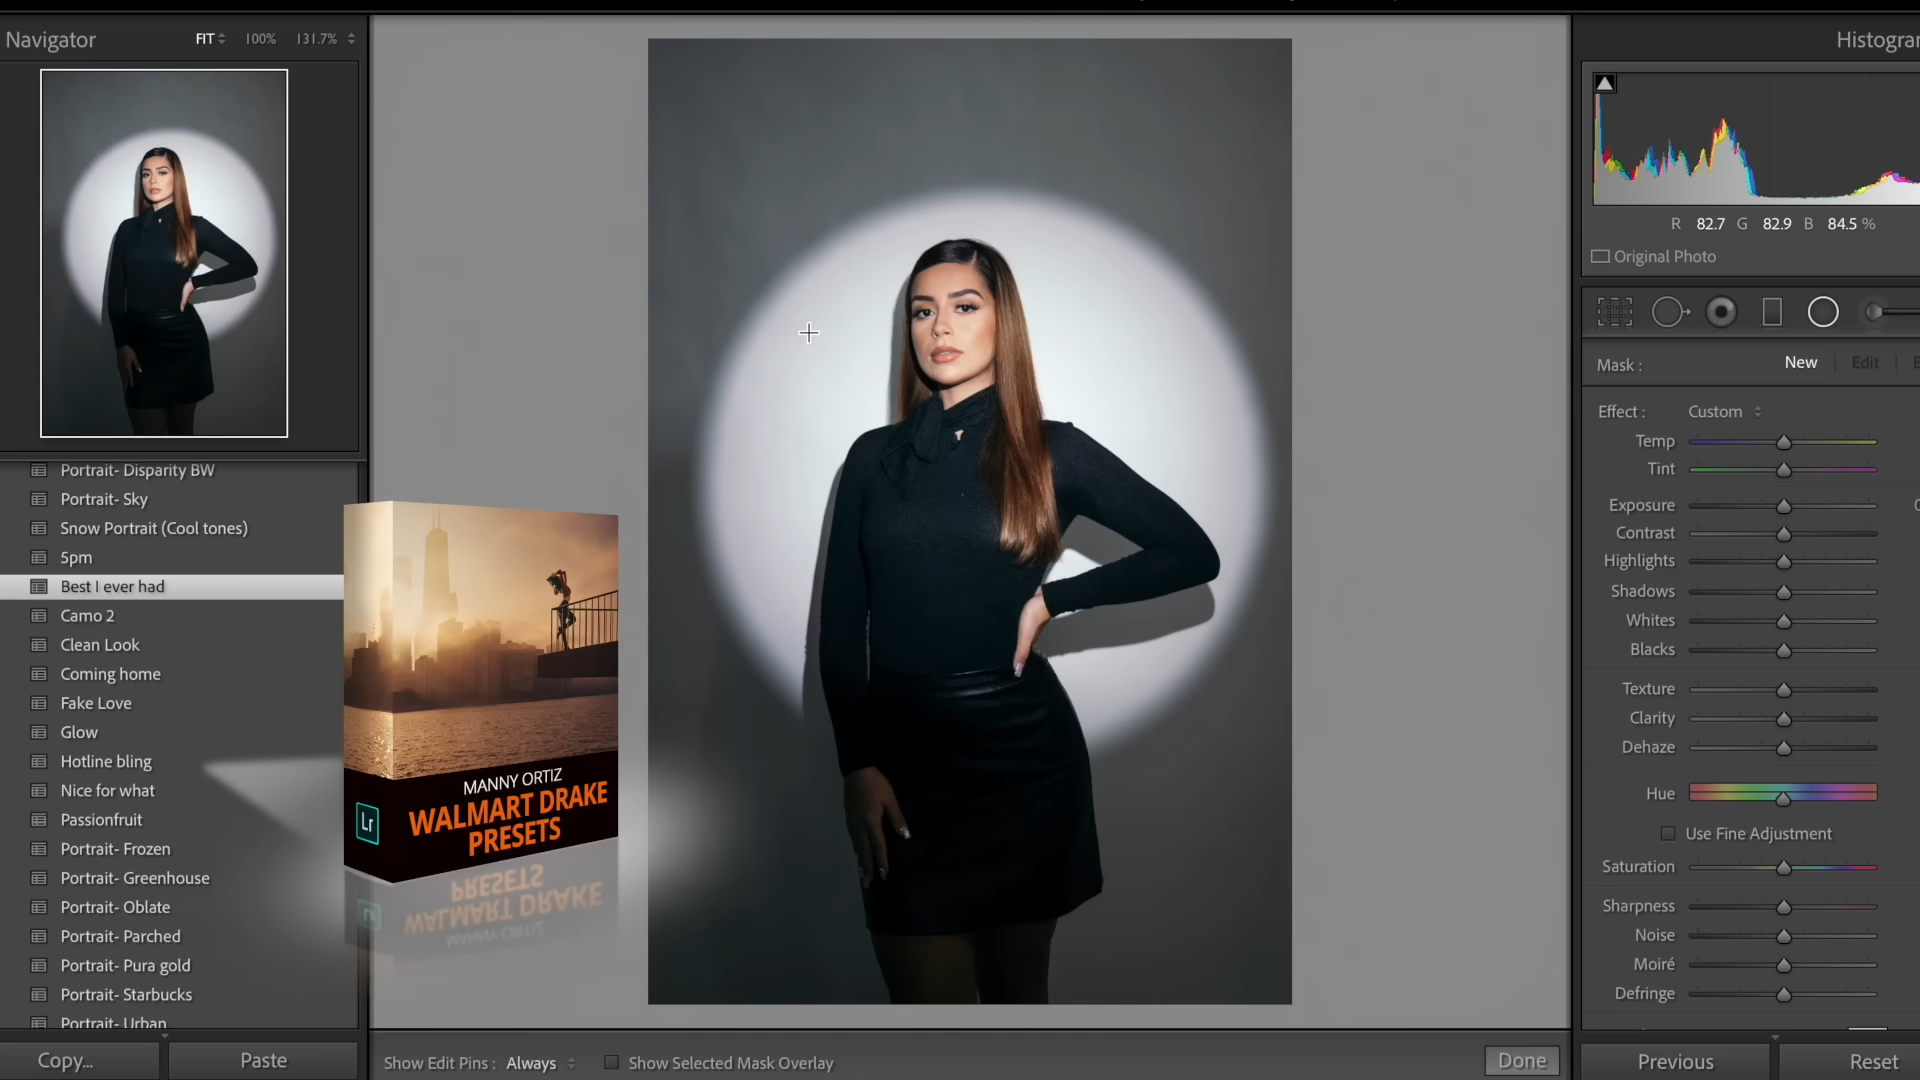 Navigator
FIT 100% 131.7%
Portrait- Disparity BW
Portrait- Sky
Snow Portrait (Cool tones)
5pm
Best I ever had
Camo 2
Clean Look
Coming home
Fake Love
Glow
Hotline bling
Nice for what
Passionfruit
Portrait- Frozen
Portrait- Greenhouse
Portrait- Oblate
Portrait- Parched
Portrait- Pura gold
Portrait- Starbucks
Portrait- Urban
Copy... Paste
MANNY ORTIZ
WALMART DRAKE
PRESETS
Lr
Show Edit Pins : Always Show Selected Mask Overlay Done
R 82.7 G 82.9 B 84.5 %
Original Photo
Mask : New Edit
Effect : Custom
Temp
Tint
Exposure
Contrast
Highlights
Shadows
Whites
Blacks
Texture
Clarity
Dehaze
Hue
Use Fine Adjustment
Saturation
Sharpness
Noise
Moiré
Defringe
Previous Reset